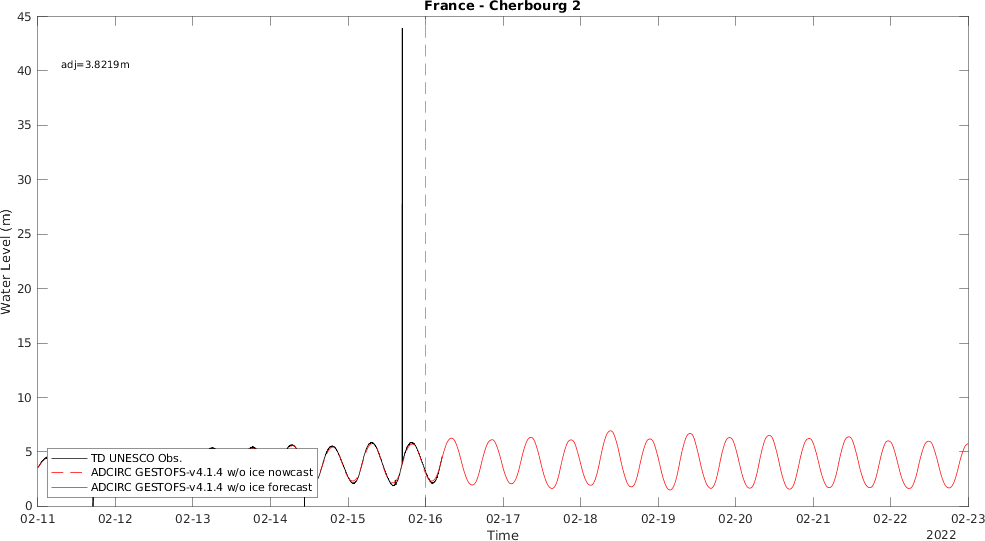 France - Cherbourg 2
adj=3.8219m
45
40
35
30
25
20
15
10
5
0
Water Level (m)
TD UNESCO Obs.
ADCIRC GESTOFS-v4.1.4 w/o ice nowcast
ADCIRC GESTOFS-v4.1.4 w/o ice forecast
02-11 02-12 02-13 02-14 02-15 02-16 02-17 02-18 02-19 02-20 02-21 02-22 02-23
Time
2022